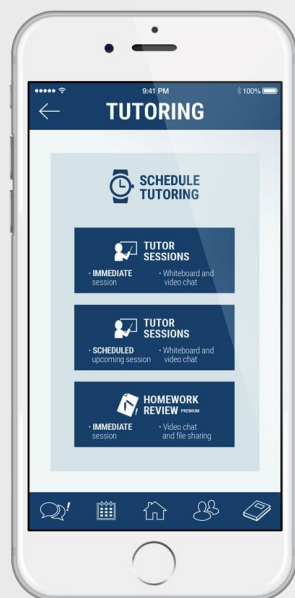 9:41 PM
100%
TUTORING
SCHEDULE
TUTORING
TUTOR
SESSIONS
· IMMEDIATE
session
· Whiteboard and
video chat
TUTOR
SESSIONS
· SCHEDULED
upcoming session
· Whiteboard and
video chat
HOMEWORK
REVIEW PREMIUM
· IMMEDIATE
session
· Video chat
and file sharing